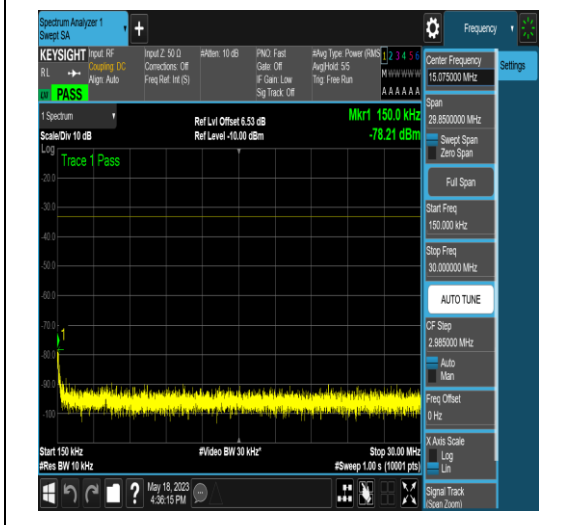 Spectrum Analyzer 1
Swept SA
+
Frequency
KEYSIGHT
RL
PASS
Input: RF
Coupling: DC
Align: Auto
Input Z: 50 Ω
Corrections: Off
Freq Ref: Int (S)
#Atten: 10 dB
PNO: Fast
Gate: Off
IF Gain: Low
Sig Track: Off
#Avg Type: Power (RMS
Avg|Hold: 5/5
Trig: Free Run
1 2 3 4 5 6
M W W W W W
A A A A A A
1 Spectrum
Scale/Div 10 dB
Log
Ref Lvl Offset 6.53 dB
Ref Level -10.00 dBm
Mkr1 150.0 kHz
-78.21 dBm
Trace 1 Pass
-20.0
-30.0
-40.0
-50.0
-60.0
-70.0
1
-80.0
-90.0
-100
Start 150 kHz
#Res BW 10 kHz
#Video BW 30 kHz*
Stop 30.00 MHz
#Sweep 1.00 s (10001 pts)
?
May 18, 2023
4:36:15 PM
Center Frequency
15.075000 MHz
Settings
Span
29.8500000 MHz
Swept Span
Zero Span
Full Span
Start Freq
150.000 kHz
Stop Freq
30.000000 MHz
AUTO TUNE
CF Step
2.985000 MHz
Auto
Man
Freq Offset
0 Hz
X Axis Scale
Log
Lin
Signal Track
(Span Zoom)